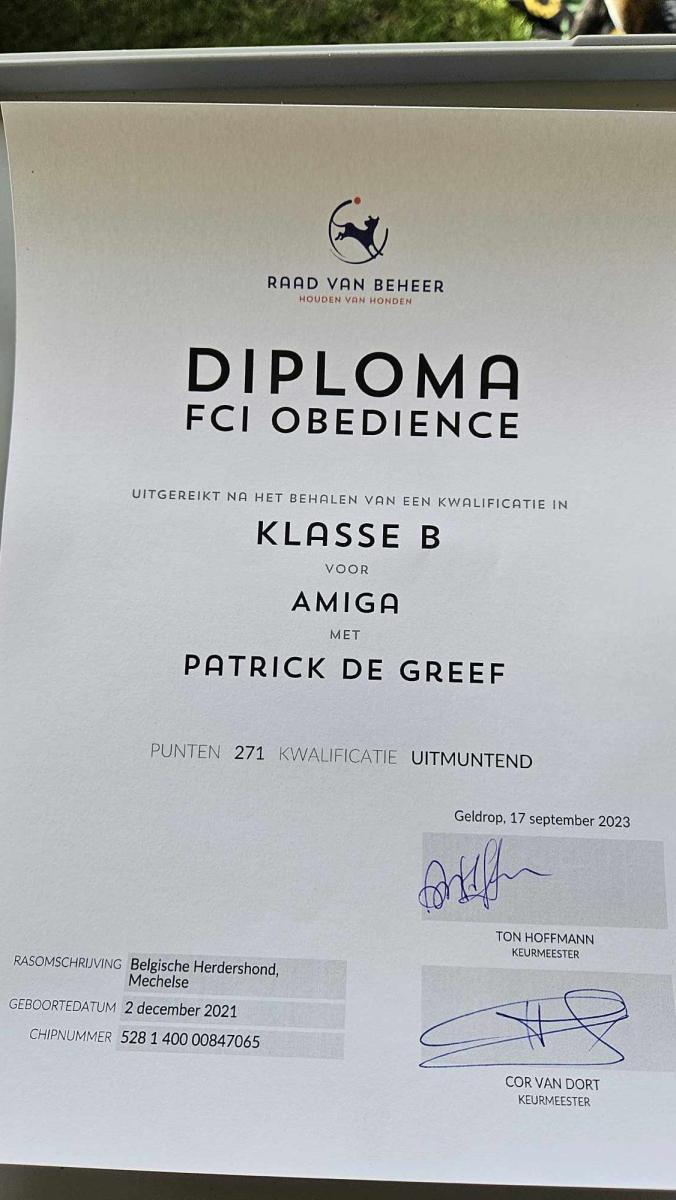 RAAD VAN BEHEER
HOUDEN VAN HONDEN
DIPLOMA
FCI OBEDIENCE
UITGEREIKT NA HET BEHALEN VAN EEN KWALIFICATIE IN
KLASSE B
VOOR
AMIGA
MET
PATRICK DE GREEF
PUNTEN 271 KWALIFICATIE UITMUNTEND
Geldrop, 17 september 2023
TON HOFFMANN
KEURMEESTER
RASOMSCHRIJVING Belgische Herdershond,
Mechelse
GEBOORTEDATUM 2 december 2021
CHIPNUMMER 528 1 400 00847065
COR VAN DORT
KEURMEESTER